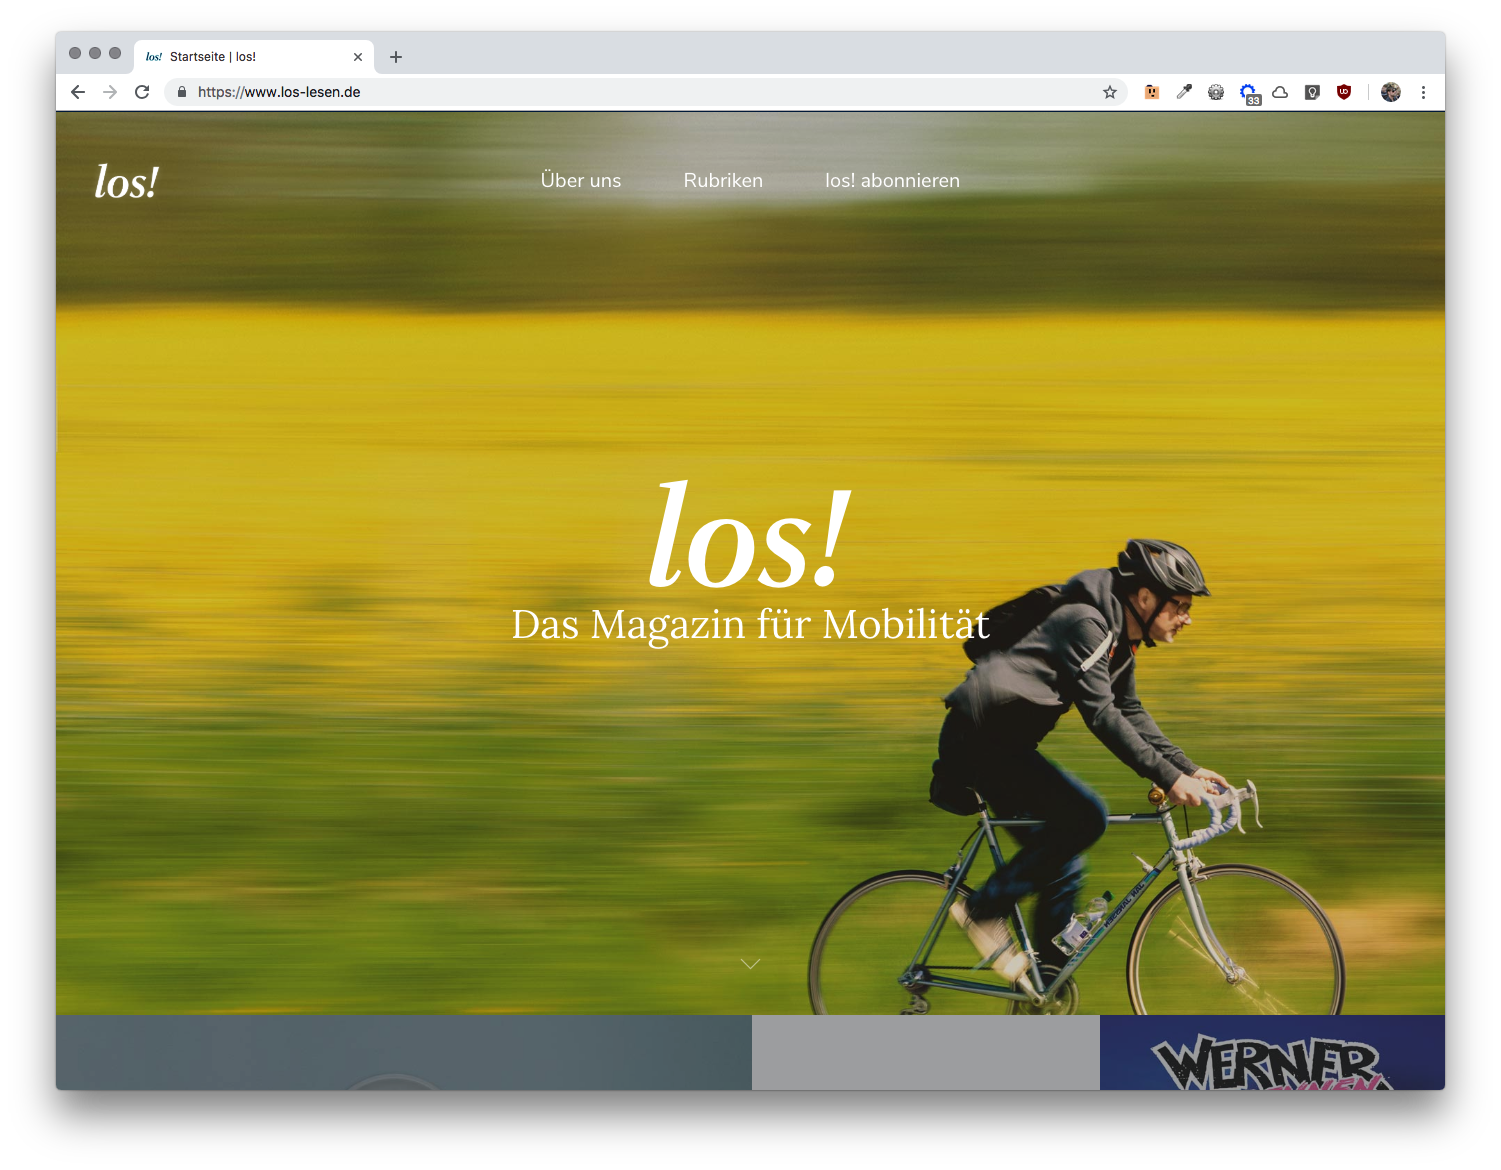 los! Startseite | los!
https://www.los-lesen.de
33
los!
Über uns Rubriken los! abonnieren
los!
Das Magazin für Mobilität
WERNER